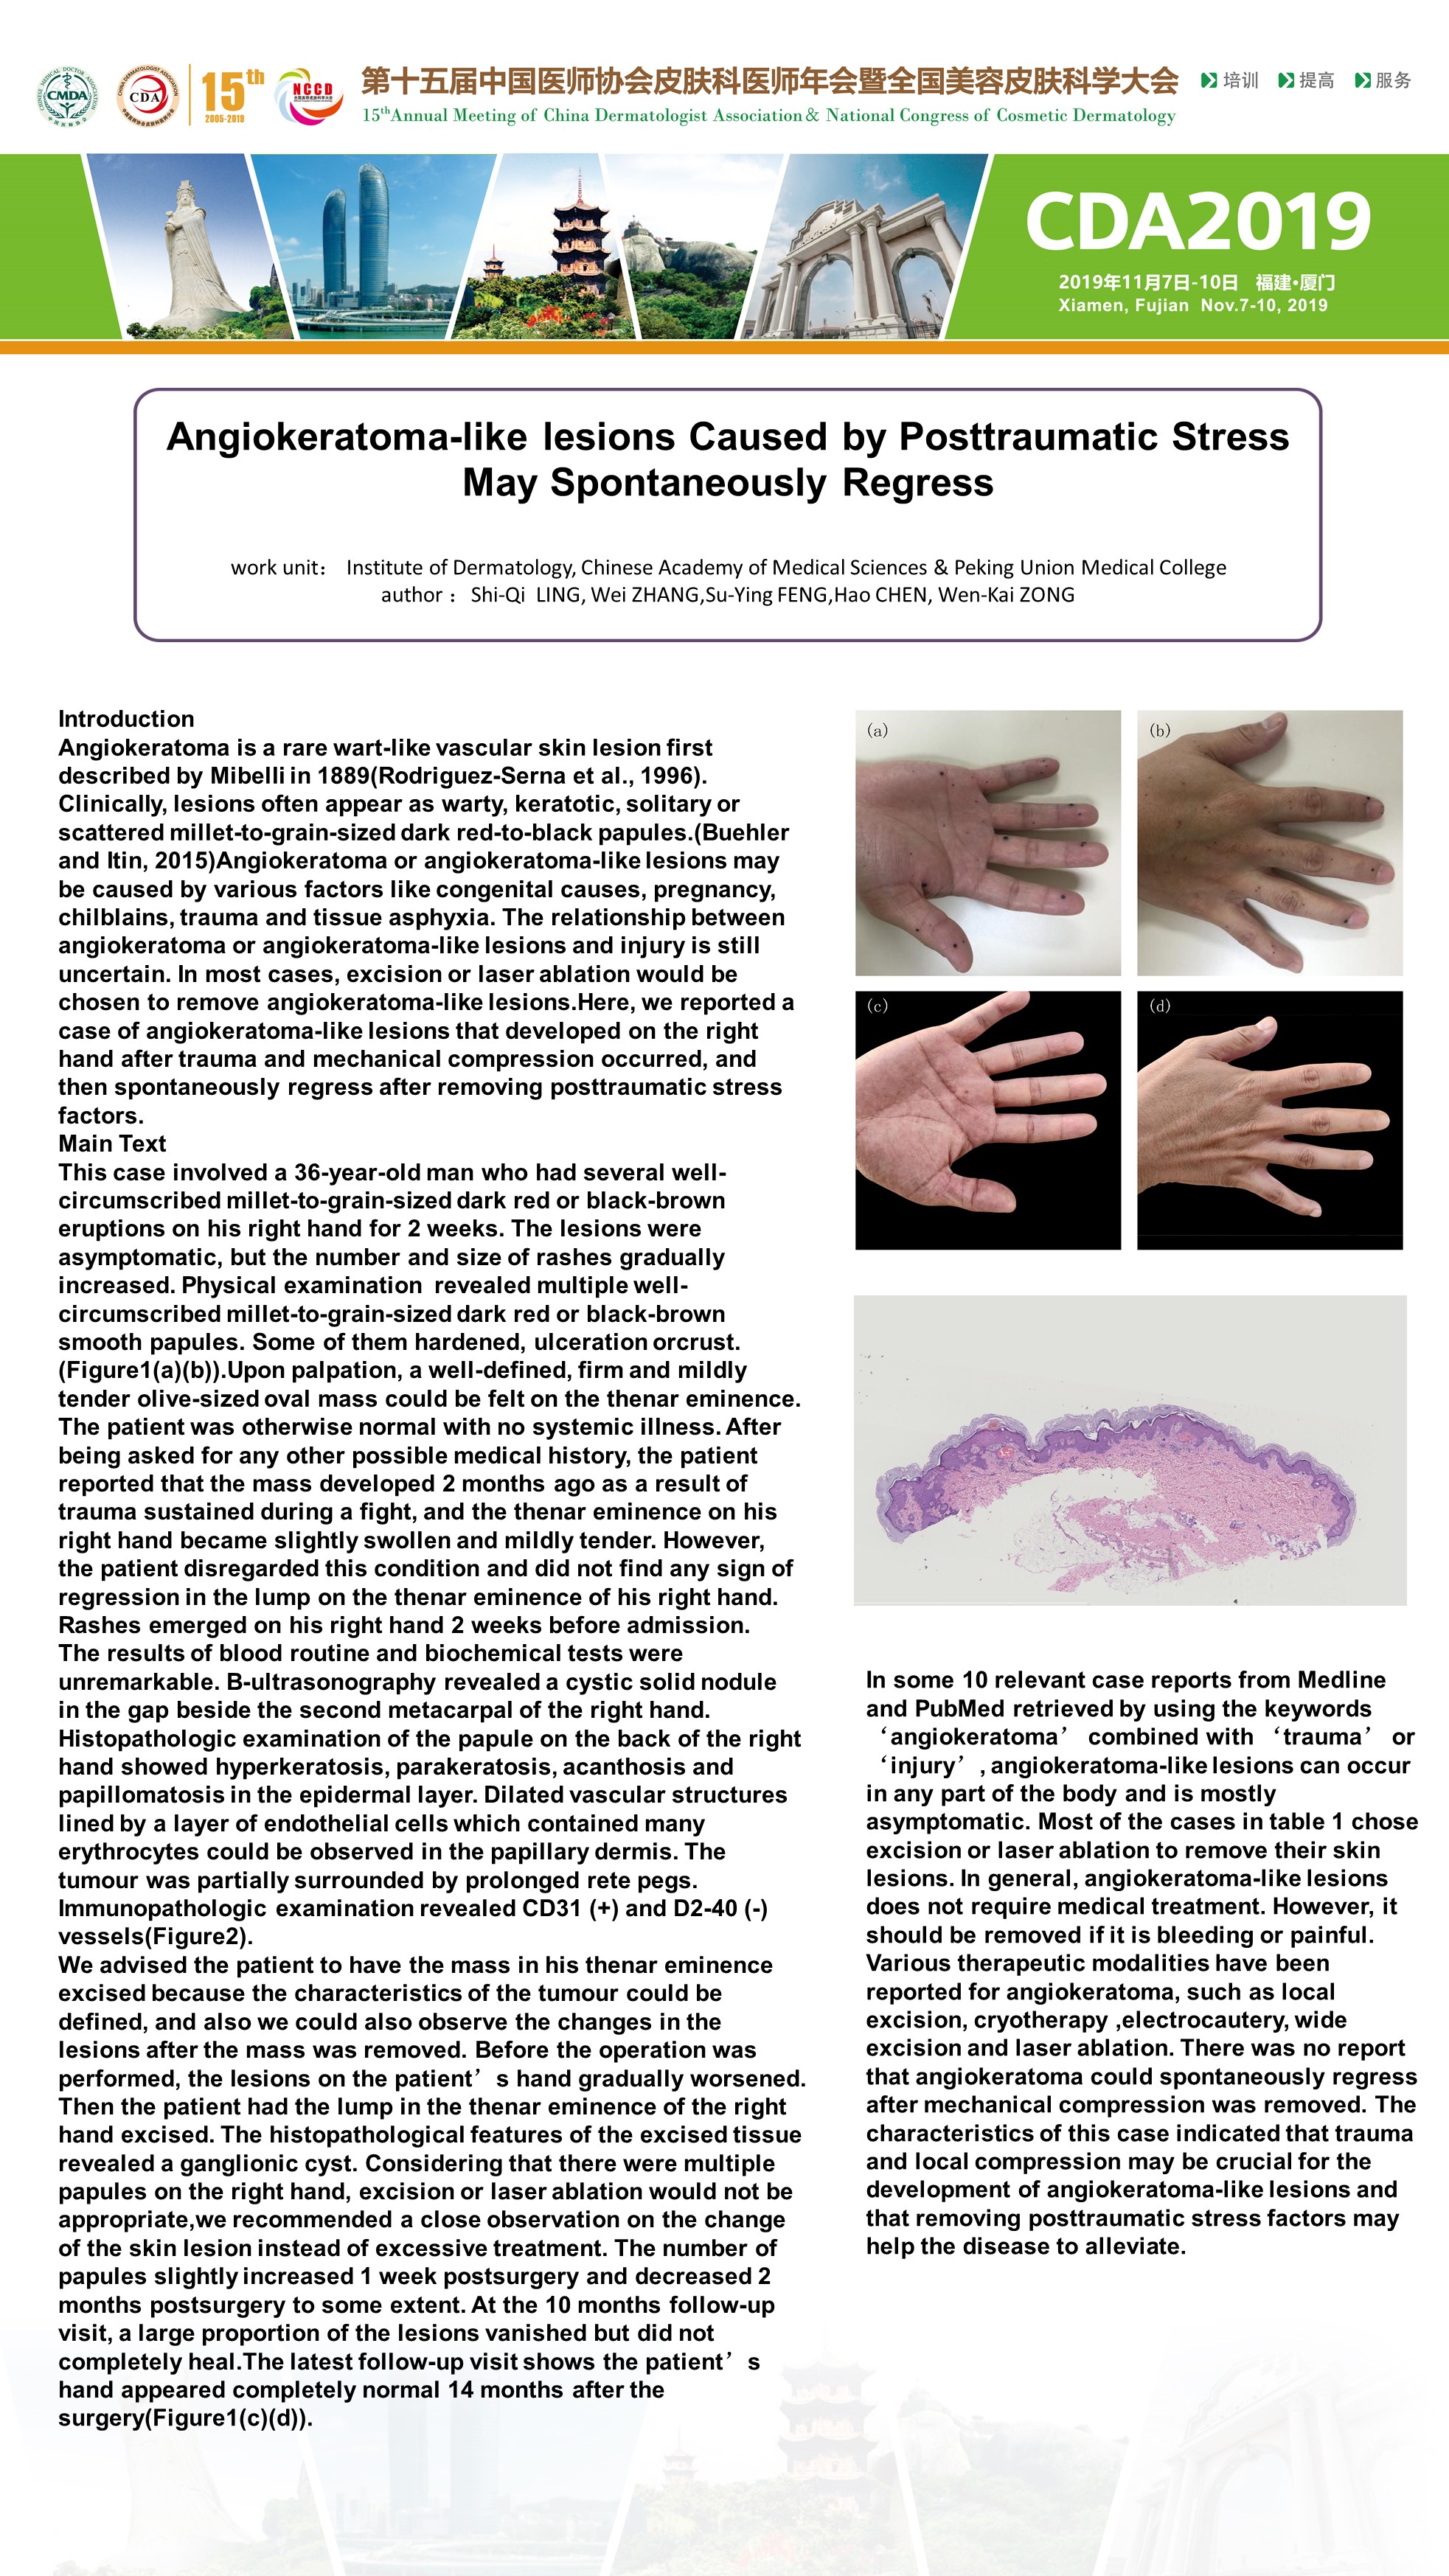 CMDA
CDA
15th
2005-2019
NCCD
第十五届中国医师协会皮肤科医师年会暨全国美容皮肤科学大会
15thAnnual Meeting of China Dermatologist Association & National Congress of Cosmetic Dermatology
培训 提高 服务
CDA2019
2019年11月7日-10日 福建•厦门
Xiamen, Fujian Nov.7-10, 2019
Angiokeratoma-like lesions Caused by Posttraumatic Stress
May Spontaneously Regress
work unit： Institute of Dermatology, Chinese Academy of Medical Sciences & Peking Union Medical College
author ：Shi-Qi LING, Wei ZHANG,Su-Ying FENG,Hao CHEN, Wen-Kai ZONG
Introduction
Angiokeratoma is a rare wart-like vascular skin lesion first
described by Mibelli in 1889(Rodriguez-Serna et al., 1996).
Clinically, lesions often appear as warty, keratotic, solitary or
scattered millet-to-grain-sized dark red-to-black papules.(Buehler
and Itin, 2015)Angiokeratoma or angiokeratoma-like lesions may
be caused by various factors like congenital causes, pregnancy,
chilblains, trauma and tissue asphyxia. The relationship between
angiokeratoma or angiokeratoma-like lesions and injury is still
uncertain. In most cases, excision or laser ablation would be
chosen to remove angiokeratoma-like lesions.Here, we reported a
case of angiokeratoma-like lesions that developed on the right
hand after trauma and mechanical compression occurred, and
then spontaneously regress after removing posttraumatic stress
factors.
Main Text
This case involved a 36-year-old man who had several well-
circumscribed millet-to-grain-sized dark red or black-brown
eruptions on his right hand for 2 weeks. The lesions were
asymptomatic, but the number and size of rashes gradually
increased. Physical examination revealed multiple well-
circumscribed millet-to-grain-sized dark red or black-brown
smooth papules. Some of them hardened, ulceration orcrust.
(Figure1(a)(b)).Upon palpation, a well-defined, firm and mildly
tender olive-sized oval mass could be felt on the thenar eminence.
The patient was otherwise normal with no systemic illness. After
being asked for any other possible medical history, the patient
reported that the mass developed 2 months ago as a result of
trauma sustained during a fight, and the thenar eminence on his
right hand became slightly swollen and mildly tender. However,
the patient disregarded this condition and did not find any sign of
regression in the lump on the thenar eminence of his right hand.
Rashes emerged on his right hand 2 weeks before admission.
The results of blood routine and biochemical tests were
unremarkable. B-ultrasonography revealed a cystic solid nodule
in the gap beside the second metacarpal of the right hand.
Histopathologic examination of the papule on the back of the right
hand showed hyperkeratosis, parakeratosis, acanthosis and
papillomatosis in the epidermal layer. Dilated vascular structures
lined by a layer of endothelial cells which contained many
erythrocytes could be observed in the papillary dermis. The
tumour was partially surrounded by prolonged rete pegs.
Immunopathologic examination revealed CD31 (+) and D2-40 (-)
vessels(Figure2).
We advised the patient to have the mass in his thenar eminence
excised because the characteristics of the tumour could be
defined, and also we could also observe the changes in the
lesions after the mass was removed. Before the operation was
performed, the lesions on the patient’s hand gradually worsened.
Then the patient had the lump in the thenar eminence of the right
hand excised. The histopathological features of the excised tissue
revealed a ganglionic cyst. Considering that there were multiple
papules on the right hand, excision or laser ablation would not be
appropriate,we recommended a close observation on the change
of the skin lesion instead of excessive treatment. The number of
papules slightly increased 1 week postsurgery and decreased 2
months postsurgery to some extent. At the 10 months follow-up
visit, a large proportion of the lesions vanished but did not
completely heal.The latest follow-up visit shows the patient’s
hand appeared completely normal 14 months after the
surgery(Figure1(c)(d)).
(a)
(b)
(c)
(d)
In some 10 relevant case reports from Medline
and PubMed retrieved by using the keywords
‘angiokeratoma’ combined with ‘trauma’ or
‘injury’, angiokeratoma-like lesions can occur
in any part of the body and is mostly
asymptomatic. Most of the cases in table 1 chose
excision or laser ablation to remove their skin
lesions. In general, angiokeratoma-like lesions
does not require medical treatment. However, it
should be removed if it is bleeding or painful.
Various therapeutic modalities have been
reported for angiokeratoma, such as local
excision, cryotherapy ,electrocautery, wide
excision and laser ablation. There was no report
that angiokeratoma could spontaneously regress
after mechanical compression was removed. The
characteristics of this case indicated that trauma
and local compression may be crucial for the
development of angiokeratoma-like lesions and
that removing posttraumatic stress factors may
help the disease to alleviate.